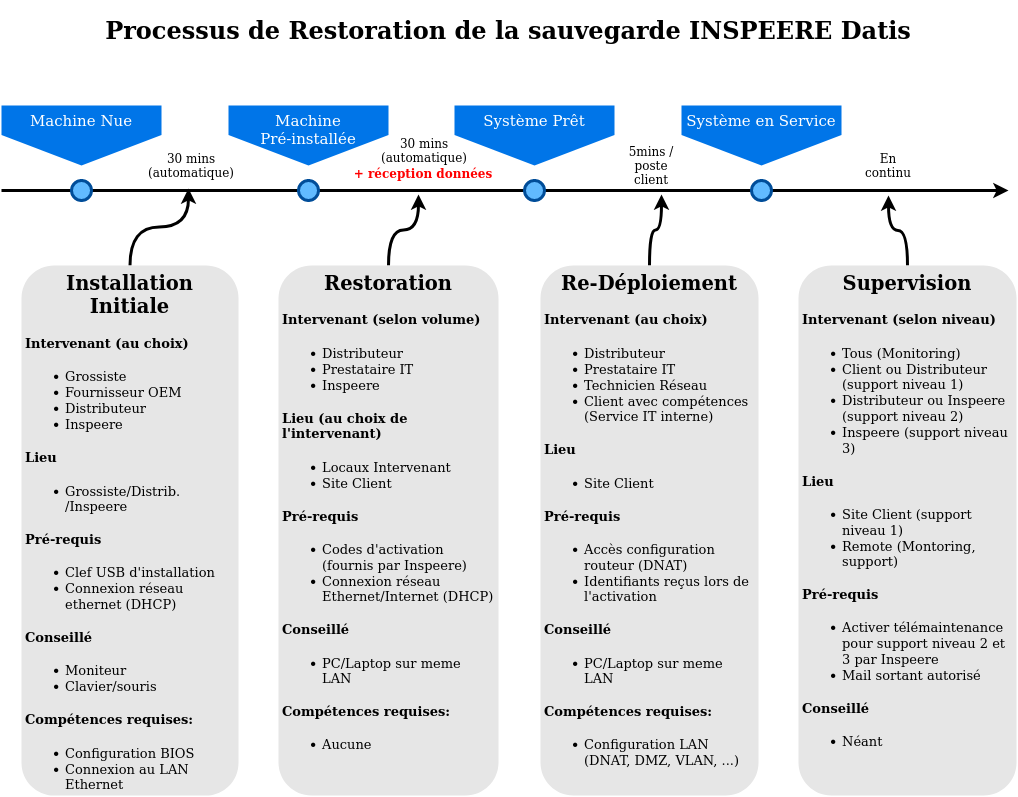 Processus de Restoration de la sauvegarde INSPEERE Datis
Machine Nue
Machine
Pré-installée
Système Prêt
Système en Service
30 mins
(automatique)
30 mins
(automatique)
+ réception données
5mins /
poste
client
En
continu
Installation
Initiale
Intervenant (au choix)
• Grossiste
• Fournisseur OEM
• Distributeur
• Inspeere
Lieu
• Grossiste/Distrib.
/Inspeere
Pré-requis
• Clef USB d'installation
• Connexion réseau
ethernet (DHCP)
Conseillé
• Moniteur
• Clavier/souris
Compétences requises:
• Configuration BIOS
• Connexion au LAN
Ethernet
Restoration
Intervenant (selon volume)
• Distributeur
• Prestataire IT
• Inspeere
Lieu (au choix de
l'intervenant)
• Locaux Intervenant
• Site Client
Pré-requis
• Codes d'activation
(fournis par Inspeere)
• Connexion réseau
Ethernet/Internet (DHCP)
Conseillé
• PC/Laptop sur meme
LAN
Compétences requises:
• Aucune
Re-Déploiement
Intervenant (au choix)
• Distributeur
• Prestataire IT
• Technicien Réseau
• Client avec compétences
(Service IT interne)
Lieu
• Site Client
Pré-requis
• Accès configuration
routeur (DNAT)
• Identifiants reçus lors de
l'activation
Conseillé
• PC/Laptop sur meme
LAN
Compétences requises:
• Configuration LAN
(DNAT, DMZ, VLAN, ...)
Supervision
Intervenant (selon niveau)
• Tous (Monitoring)
• Client ou Distributeur
(support niveau 1)
• Distributeur ou Inspeere
(support niveau 2)
• Inspeere (support niveau
3)
Lieu
• Site Client (support
niveau 1)
• Remote (Montoring,
support)
Pré-requis
• Activer télémaintenance
pour support niveau 2 et
3 par Inspeere
• Mail sortant autorisé
Conseillé
• Néant